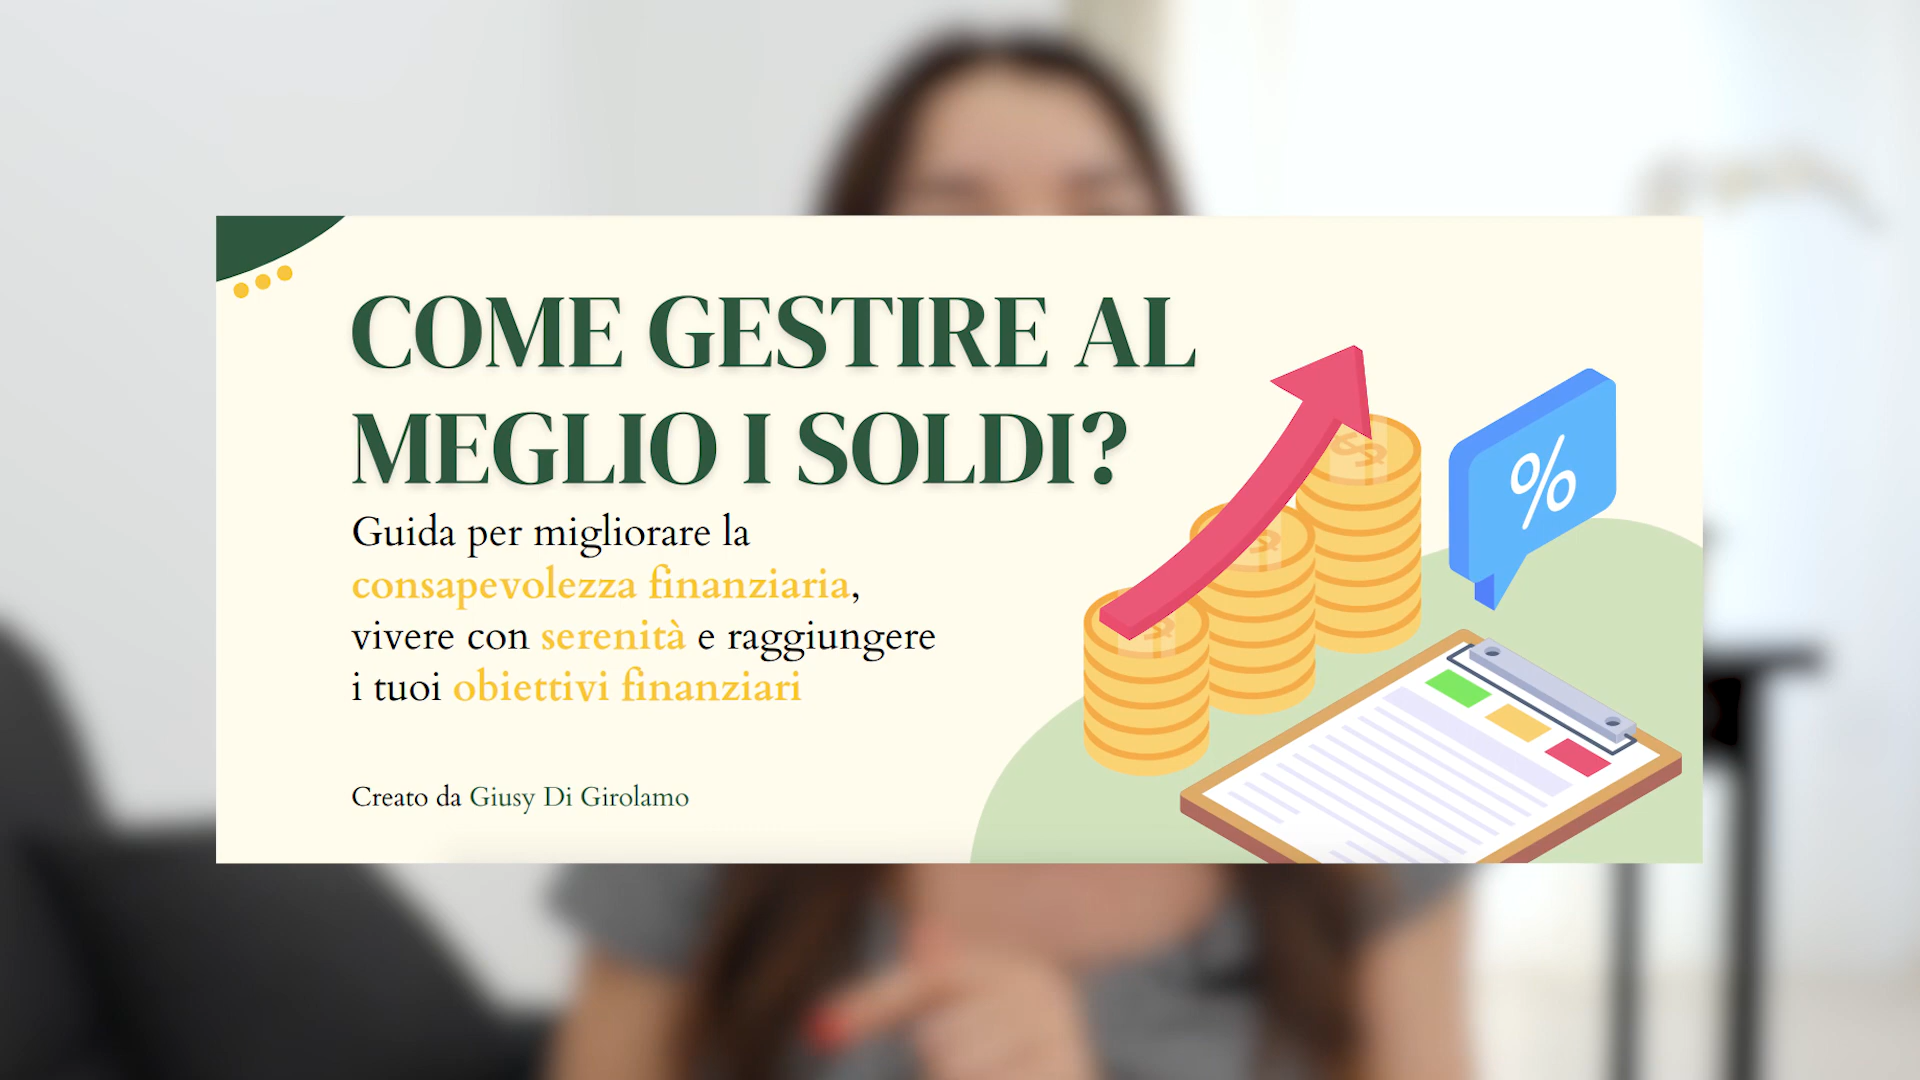 COME GESTIRE AL
MEGLIO I SOLDI?
Guida per migliorare la
consapevolezza finanziaria,
vivere con serenità e raggiungere
i tuoi obiettivi finanziari
Creato da Giusy Di Girolamo
%